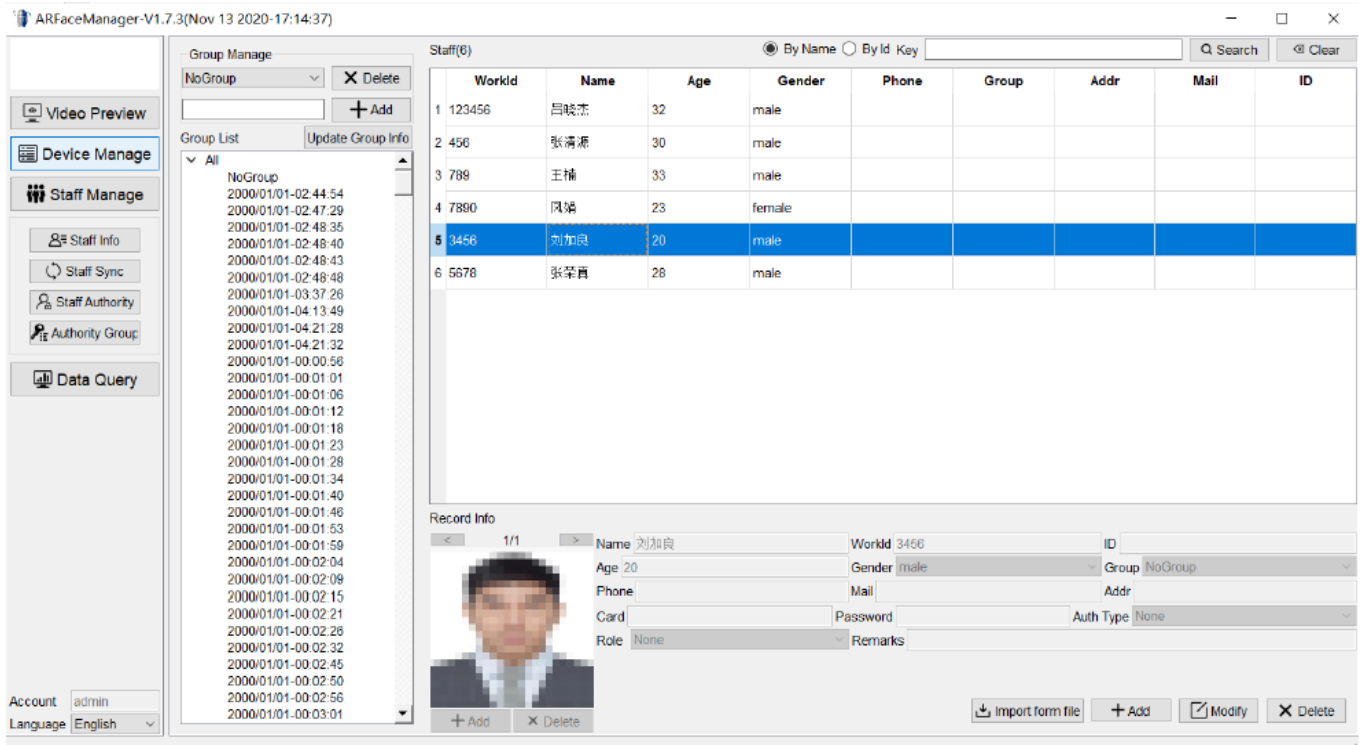 ARFaceManager-V1.7.3(Nov 13 2020-17:14:37)
Video Preview
Device Manage
Staff Manage
Staff Info
Staff Sync
Staff Authority
Authority Group
Data Query
Account admin
Language English
Group Manage
NoGroup Delete
Add
Group List Update Group Info
All
NoGroup
2000/01/01-02:44:54
2000/01/01-02:47:29
2000/01/01-02:48:35
2000/01/01-02:48:40
2000/01/01-02:48:43
2000/01/01-02:48:48
2000/01/01-03:37:26
2000/01/01-04:13:49
2000/01/01-04:21:28
2000/01/01-04:21:32
2000/01/01-00:00:56
2000/01/01-00:01:01
2000/01/01-00:01:06
2000/01/01-00:01:12
2000/01/01-00:01:18
2000/01/01-00:01:23
2000/01/01-00:01:28
2000/01/01-00:01:34
2000/01/01-00:01:40
2000/01/01-00:01:46
2000/01/01-00:01:53
2000/01/01-00:01:59
2000/01/01-00:02:04
2000/01/01-00:02:09
2000/01/01-00:02:15
2000/01/01-00:02:21
2000/01/01-00:02:26
2000/01/01-00:02:32
2000/01/01-00:02:45
2000/01/01-00:02:50
2000/01/01-00:02:56
2000/01/01-00:03:01
Staff(6) By Name By Id Key Search Clear
WorkId Name Age Gender Phone Group Addr Mail ID
1 123456 吕晓杰 32 male
2 456 张清源 30 male
3 789 王楠 33 male
4 7890 凤娟 23 female
5 3456 刘加良 20 male
6 5678 张荣真 28 male
Record Info
< 1/1 >
Name 刘加良 WorkId 3456 ID
Age 20 Gender male Group NoGroup
Phone Mail Addr
Card Password Auth Type None
Role None Remarks
Add Delete
Import form file Add Modify Delete